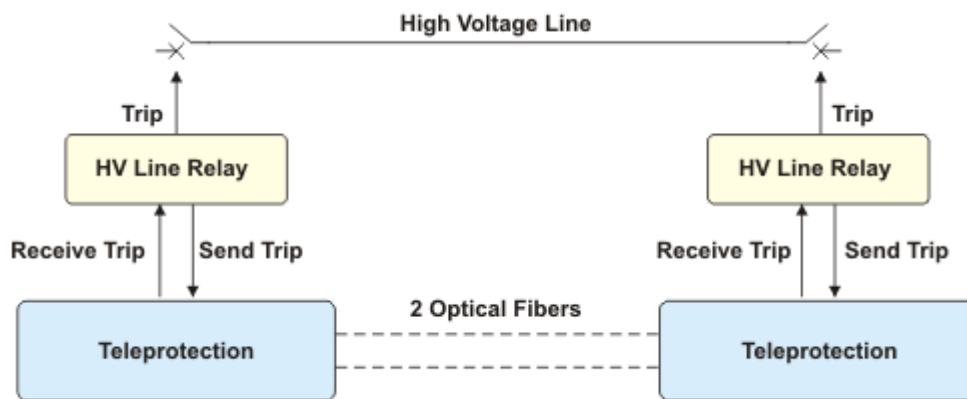 High Voltage Line
Trip
Trip
HV Line Relay
HV Line Relay
Receive Trip
Send Trip
Receive Trip
Send Trip
2 Optical Fibers
Teleprotection
Teleprotection